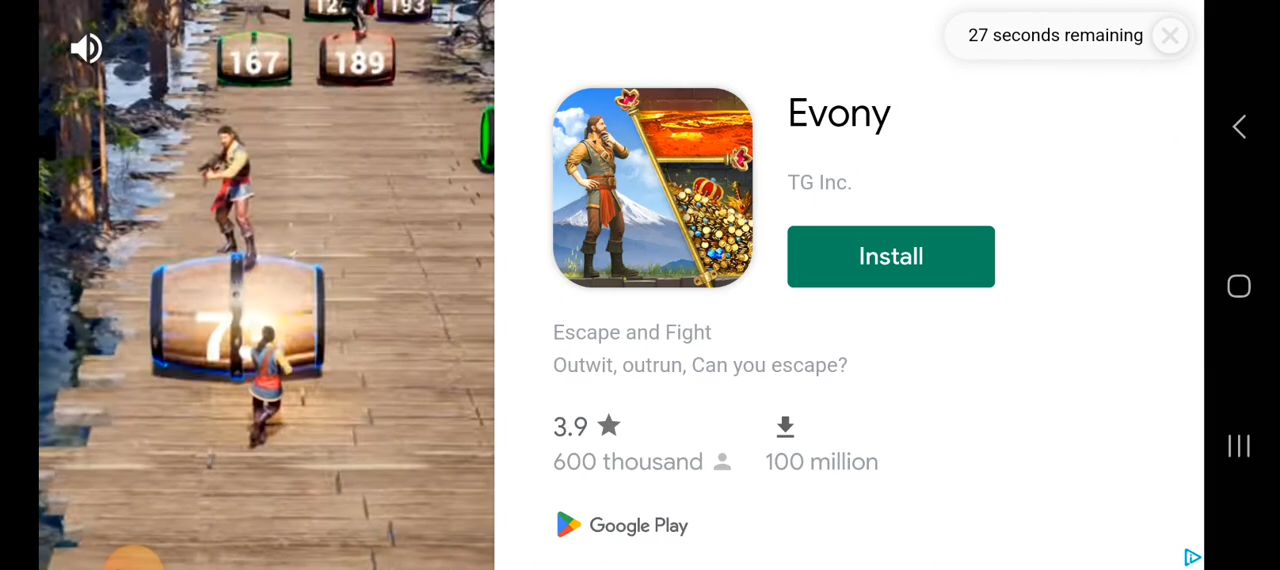 193
167
189
27 seconds remaining
Evony
TG Inc.
Install
Escape and Fight
Outwit, outrun, Can you escape?
3.9
600 thousand
100 million
Google Play